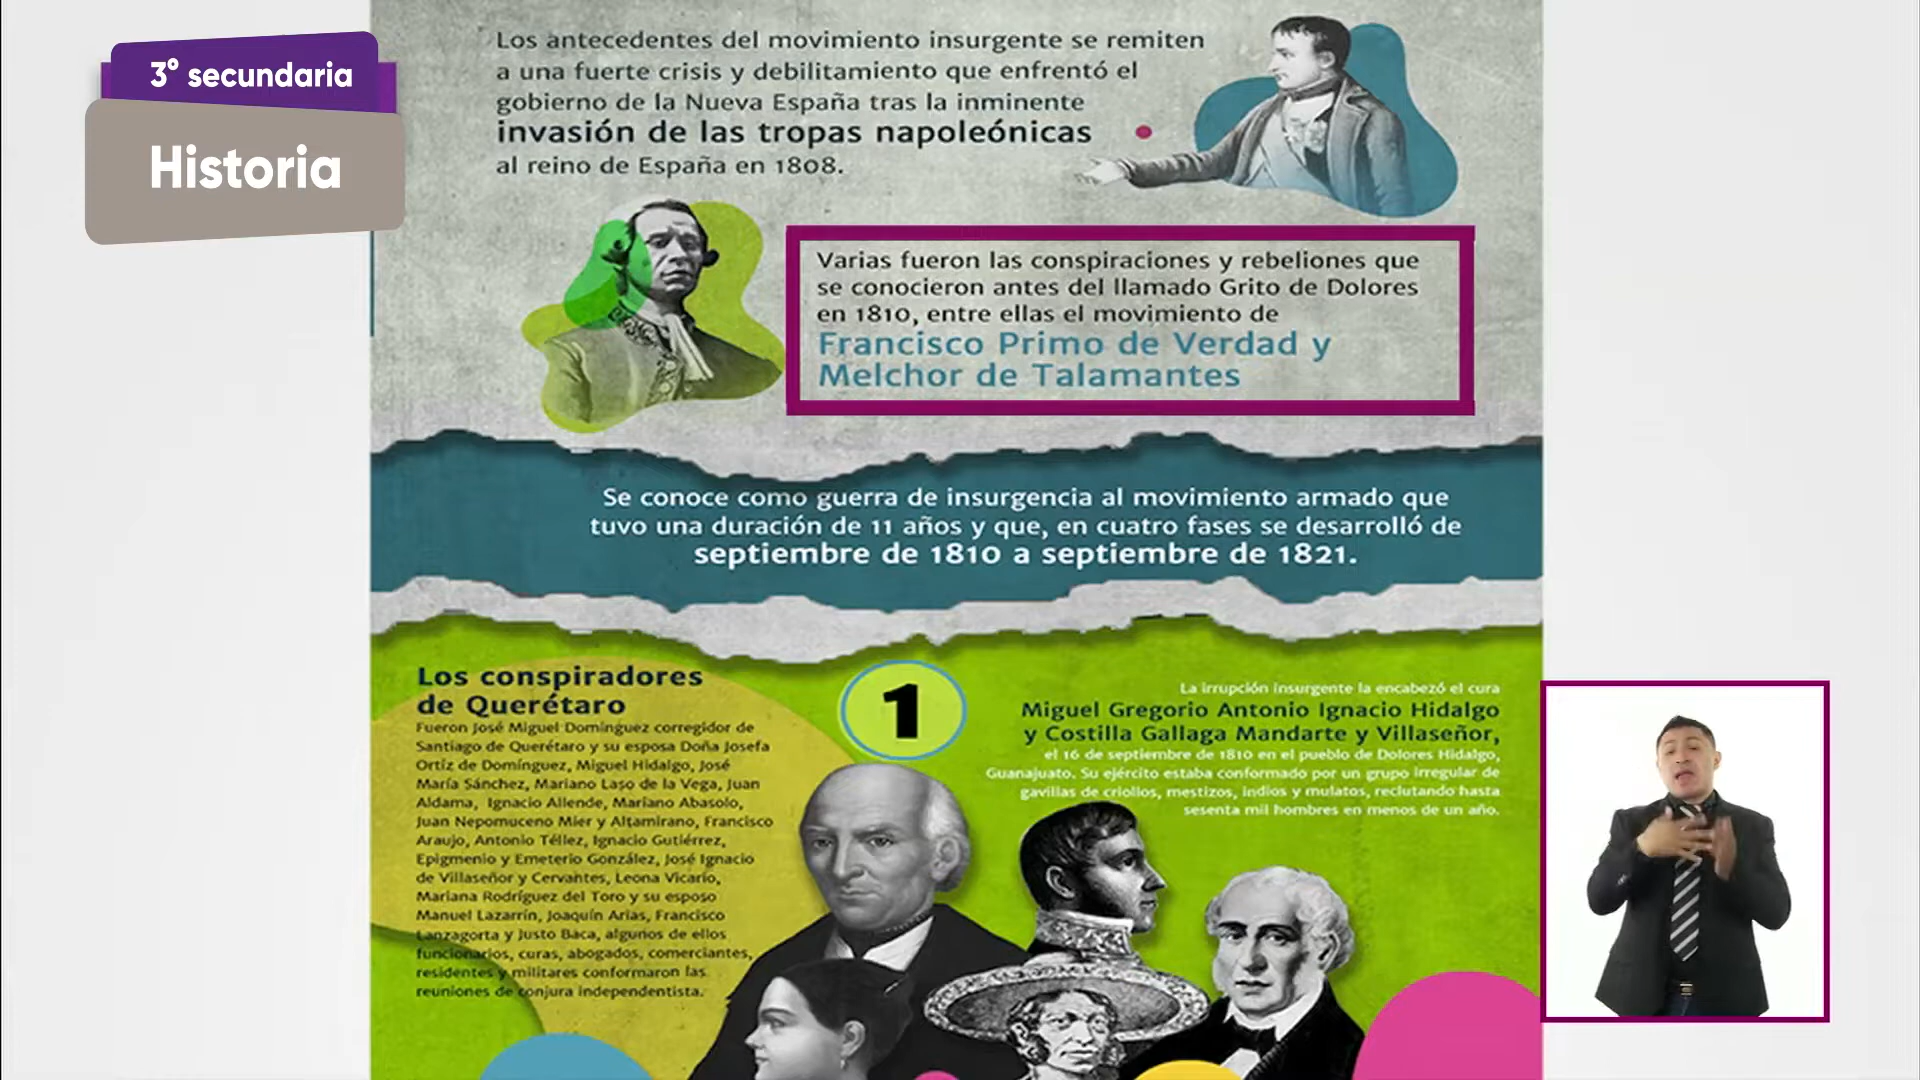 3° secundaria
Historia
Los antecedentes del movimiento insurgente se remiten
a una fuerte crisis y debilitamiento que enfrentó el
gobierno de la Nueva España tras la inminente
invasión de las tropas napoleónicas
al reino de España en 1808.
Varias fueron las conspiraciones y rebeliones que
se conocieron antes del llamado Grito de Dolores
en 1810, entre ellas el movimiento de
Francisco Primo de Verdad y
Melchor de Talamantes
Se conoce como guerra de insurgencia al movimiento armado que
tuvo una duración de 11 años y que, en cuatro fases se desarrolló de
septiembre de 1810 a septiembre de 1821.
Los conspiradores
de Querétaro
Fueron José Miguel Domínguez corregidor de
Santiago de Querétaro y su esposa Doña Josefa
Ortíz de Domínguez, Miguel Hidalgo, José
María Sánchez, Mariano Laso de la Vega, Juan
Aldama, Ignacio Allende, Mariano Abasolo,
Juan Nepomuceno Mier y Altamirano, Francisco
Araujo, Antonio Téllez, Ignacio Gutiérrez,
Epigmenio y Emeterio González, José Ignacio
de Villaseñor y Cervantes, Leona Vicario,
Mariana Rodríguez del Toro y su esposo
Manuel Lazarrín, Joaquín Arias, Francisco
Lanzagorta y Justo Baca, algunos de ellos
funcionarios, curas, abogados, comerciantes,
residentes y militares conformaron las
reuniones de conjura independentista.
1
La irrupción insurgente la encabezó el cura
Miguel Gregorio Antonio Ignacio Hidalgo
y Costilla Gallaga Mandarte y Villaseñor,
el 16 de septiembre de 1810 en el pueblo de Dolores Hidalgo,
Guanajuato. Su ejército estaba conformado por un grupo irregular de
gavillas de criollos, mestizos, indios y mulatos, reclutando hasta
sesenta mil hombres en menos de un año.